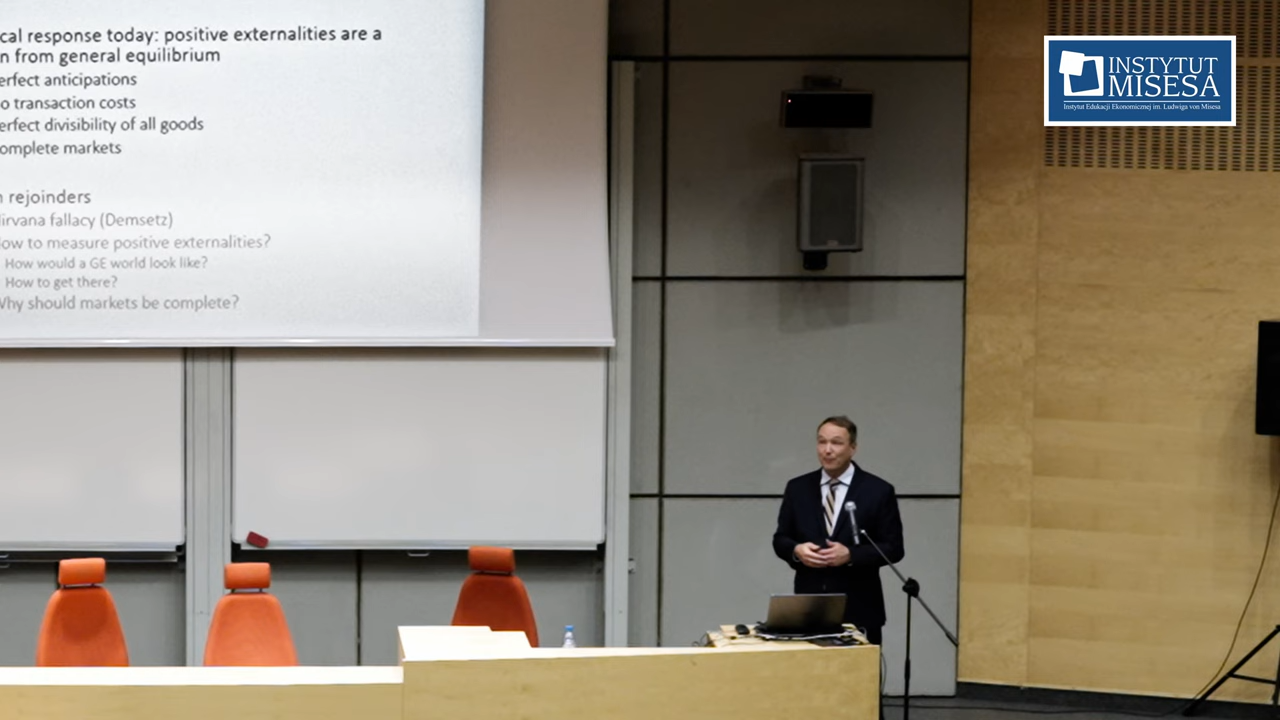 cal response today: positive externalities are a
n from general equilibrium
erfect anticipations
o transaction costs
erfect divisibility of all goods
omplete markets
n rejoinders
irvana fallacy (Demsetz)
ow to measure positive externalities?
How would a GE world look like?
How to get there?
Why should markets be complete?
INSTYTUT
MISESA
Instytut Edukacji Ekonomicznej im. Ludwiga von Misesa